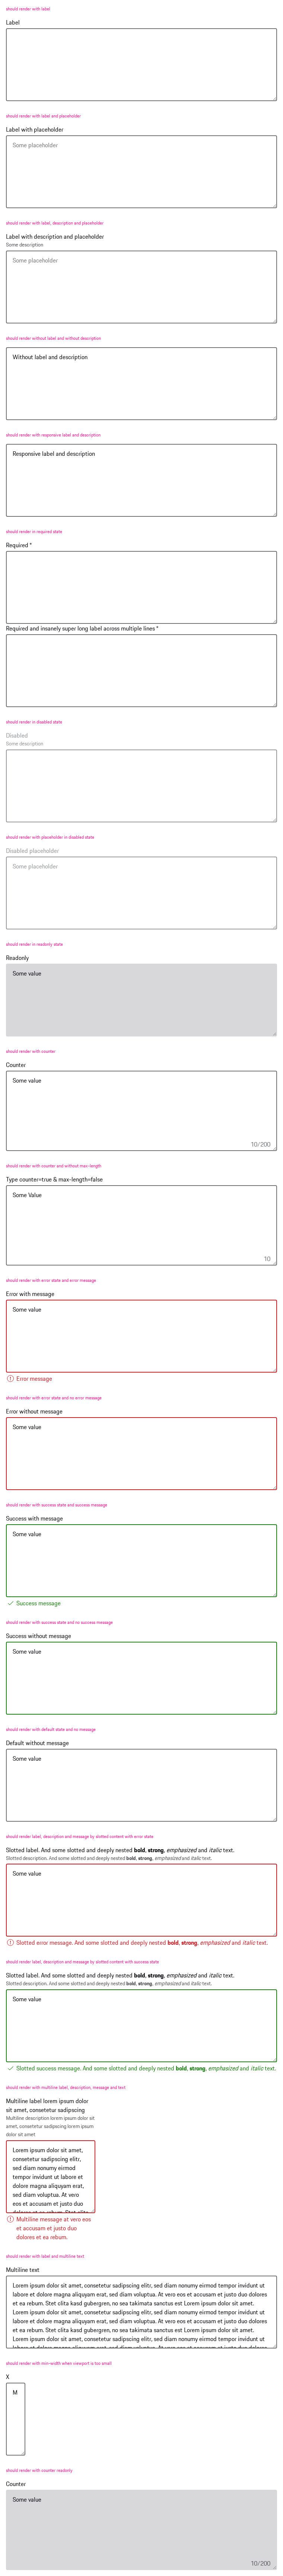 should render with label
Label
should render with label and placeholder
Label with placeholder
Some placeholder
should render with label, description and placeholder
Label with description and placeholder
Some description
Some placeholder
should render without label and without description
Without label and description
should render with responsive label and description
Responsive label and description
should render in required state
Required *
Required and insanely super long label across multiple lines *
should render in disabled state
Disabled
Some description
should render with placeholder in disabled state
Disabled placeholder
Some placeholder
should render in readonly state
Readonly
Some value
should render with counter
Counter
Some value
10/200
should render with counter and without max-length
Type counter=true & max-length=false
Some Value
10
should render with error state and error message
Error with message
Some value
Error message
should render with error state and no error message
Error without message
Some value
should render with success state and success message
Success with message
Some value
Success message
should render with success state and no success message
Success without message
Some value
should render with default state and no message
Default without message
Some value
should render label, description and message by slotted content with error state
Slotted label. And some slotted and deeply nested bold, strong, emphasized and italic text.
Slotted description. And some slotted and deeply nested bold, strong, emphasized and italic text.
Some value
Slotted error message. And some slotted and deeply nested bold, strong, emphasized and italic text.
should render label, description and message by slotted content with success state
Slotted label. And some slotted and deeply nested bold, strong, emphasized and italic text.
Slotted description. And some slotted and deeply nested bold, strong, emphasized and italic text.
Some value
Slotted success message. And some slotted and deeply nested bold, strong, emphasized and italic text.
should render with multiline label, description, message and text
Multiline label lorem ipsum dolor
sit amet, consetetur sadipscing
Multiline description lorem ipsum dolor sit
amet, consetetur sadipscing lorem ipsum
dolor sit amet
Lorem ipsum dolor sit amet,
consetetur sadipscing elitr,
sed diam nonumy eirmod
tempor invidunt ut labore et
dolore magna aliquyam erat,
sed diam voluptua. At vero
eos et accusam et justo duo
Multiline message at vero eos
et accusam et justo duo
dolores et ea rebum.
should render with label and multiline text
Multiline text
Lorem ipsum dolor sit amet, consetetur sadipscing elitr, sed diam nonumy eirmod tempor invidunt ut
labore et dolore magna aliquyam erat, sed diam voluptua. At vero eos et accusam et justo duo dolores
et ea rebum. Stet clita kasd gubergren, no sea takimata sanctus est Lorem ipsum dolor sit amet.
Lorem ipsum dolor sit amet, consetetur sadipscing elitr, sed diam nonumy eirmod tempor invidunt ut
labore et dolore magna aliquyam erat, sed diam voluptua. At vero eos et accusam et justo duo dolores
et ea rebum. Stet clita kasd gubergren, no sea takimata sanctus est Lorem ipsum dolor sit amet.
Lorem ipsum dolor sit amet, consetetur sadipscing elitr, sed diam nonumy eirmod tempor invidunt ut
should render with min-width when viewport is too small
X
M
should render with counter readonly
Counter
Some value
10/200